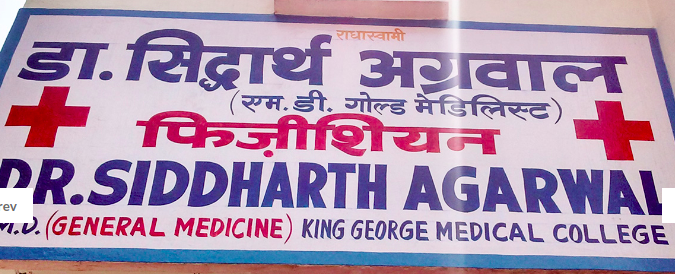 राधास्वामी
डा. सिद्धार्थ अग्रवाल
(एम.डी. गोल्ड मेडिलिस्ट)
फिज़ीशियन
DR. SIDDHARTH AGARWAL
M.D. (GENERAL MEDICINE) KING GEORGE MEDICAL COLLEGE